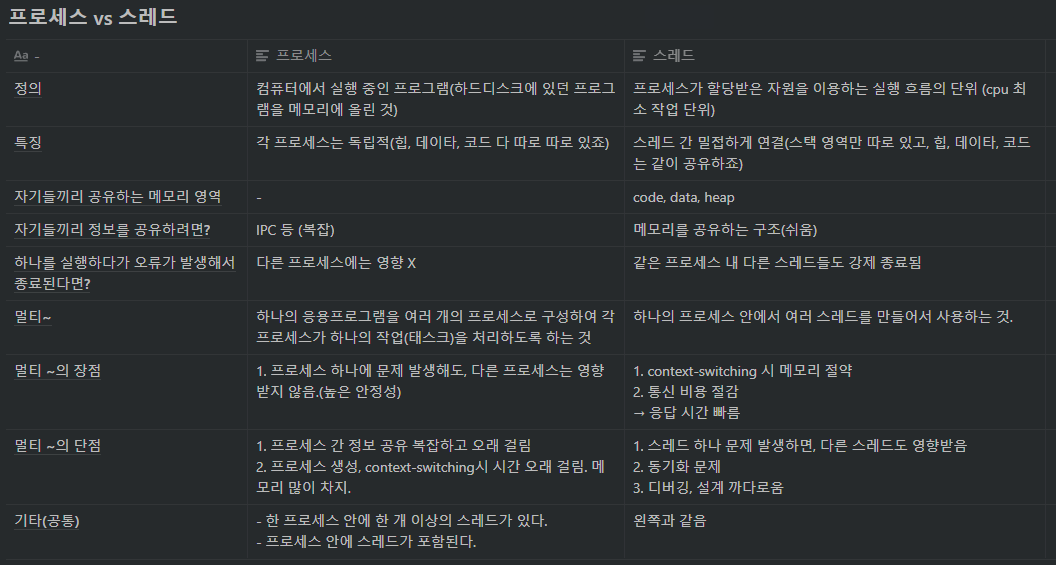 프로세스 vs 스레드
Aa -
프로세스
스레드
정의
컴퓨터에서 실행 중인 프로그램(하드디스크에 있던 프로그
램을 메모리에 올린 것)
프로세스가 할당받은 자원을 이용하는 실행 흐름의 단위 (cpu 최
소 작업 단위)
특징
각 프로세스는 독립적(힙, 데이타, 코드 다 따로 따로 있죠)
스레드 간 밀접하게 연결(스택 영역만 따로 있고, 힙, 데이타, 코드
는 같이 공유하죠)
자기들끼리 공유하는 메모리 영역
-
code, data, heap
자기들끼리 정보를 공유하려면?
IPC 등 (복잡)
메모리를 공유하는 구조(쉬움)
하나를 실행하다가 오류가 발생해서
종료된다면?
다른 프로세스에는 영향 X
같은 프로세스 내 다른 스레드들도 강제 종료됨
멀티~
하나의 응용프로그램을 여러 개의 프로세스로 구성하여 각
프로세스가 하나의 작업(태스크)을 처리하도록 하는 것
하나의 프로세스 안에서 여러 스레드를 만들어서 사용하는 것.
멀티 ~의 장점
1. 프로세스 하나에 문제 발생해도, 다른 프로세스는 영향
받지 않음.(높은 안정성)
1. context-switching 시 메모리 절약
2. 통신 비용 절감
→ 응답 시간 빠름
멀티 ~의 단점
1. 프로세스 간 정보 공유 복잡하고 오래 걸림
2. 프로세스 생성, context-switching시 시간 오래 걸림. 메
모리 많이 차지.
1. 스레드 하나 문제 발생하면, 다른 스레드도 영향받음
2. 동기화 문제
3. 디버깅, 설계 까다로움
기타(공통)
- 한 프로세스 안에 한 개 이상의 스레드가 있다.
- 프로세스 안에 스레드가 포함된다.
왼쪽과 같음